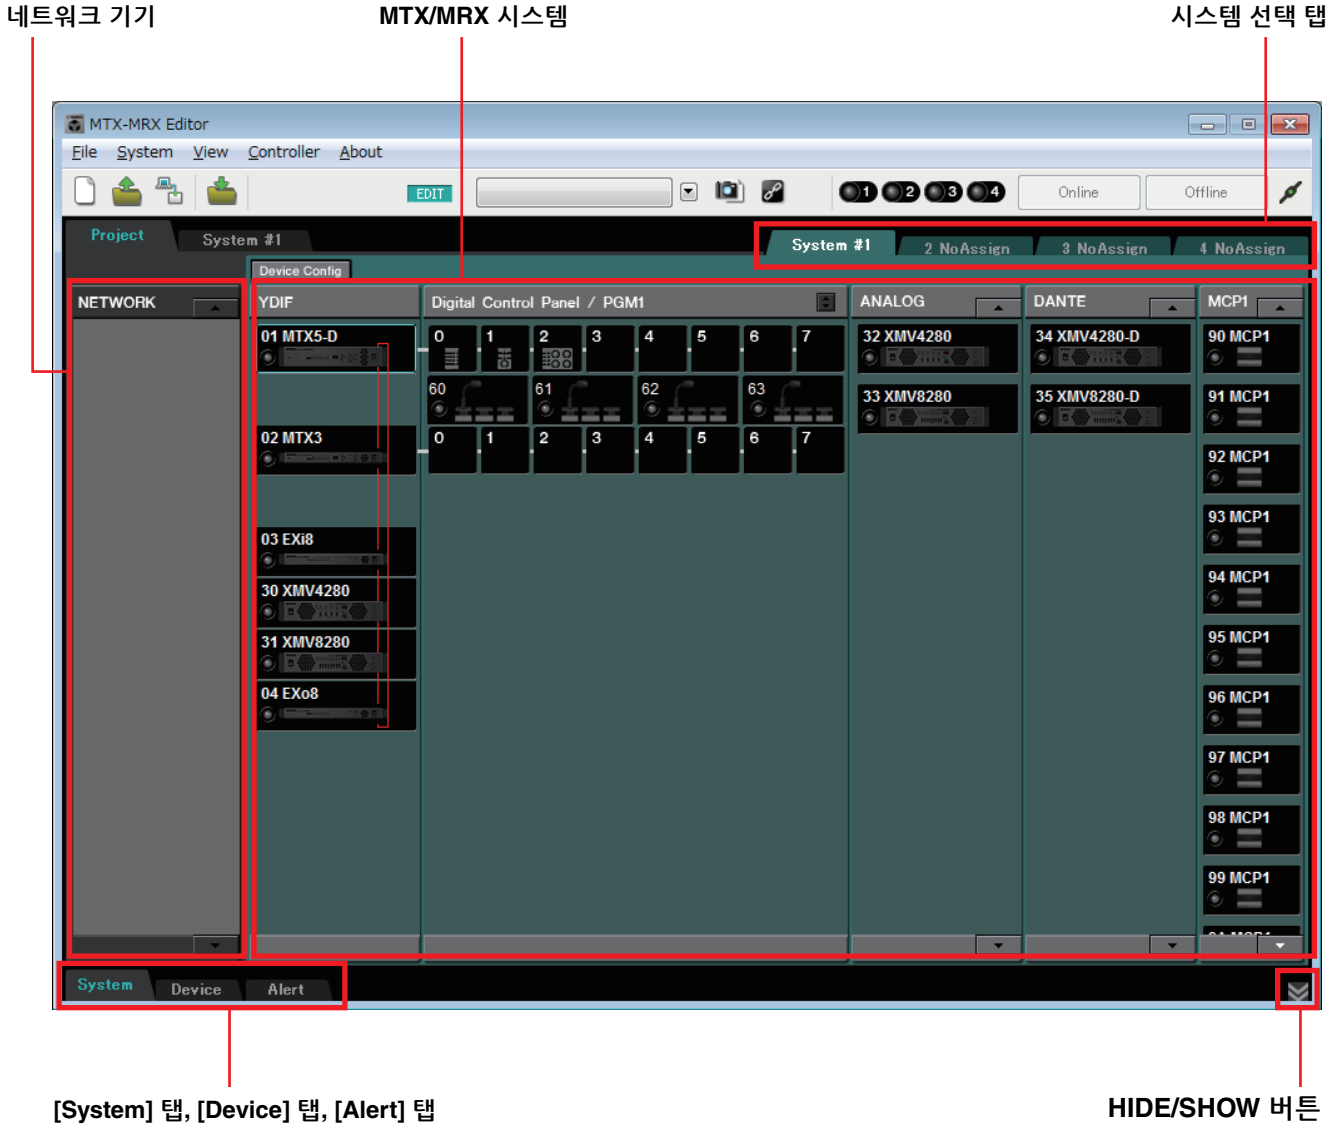 네트워크 기기
MTX/MRX 시스템
시스템 선택 탭
MTX-MRX Editor
File System View Controller About
EDIT
1 2 3 4
Online
Offline
Project
System #1
System #1
2 NoAssign
3 NoAssign
4 NoAssign
Device Config
NETWORK
YDIF
Digital Control Panel / PGM1
ANALOG
DANTE
MCP1
01 MTX5-D
0 1 2 3 4 5 6 7
60 61 62 63
02 MTX3
0 1 2 3 4 5 6 7
03 EXi8
30 XMV4280
31 XMV8280
04 EXo8
32 XMV4280
33 XMV8280
34 XMV4280-D
35 XMV8280-D
90 MCP1
91 MCP1
92 MCP1
93 MCP1
94 MCP1
95 MCP1
96 MCP1
97 MCP1
98 MCP1
99 MCP1
System
Device
Alert
[System] 탭, [Device] 탭, [Alert] 탭
HIDE/SHOW 버튼